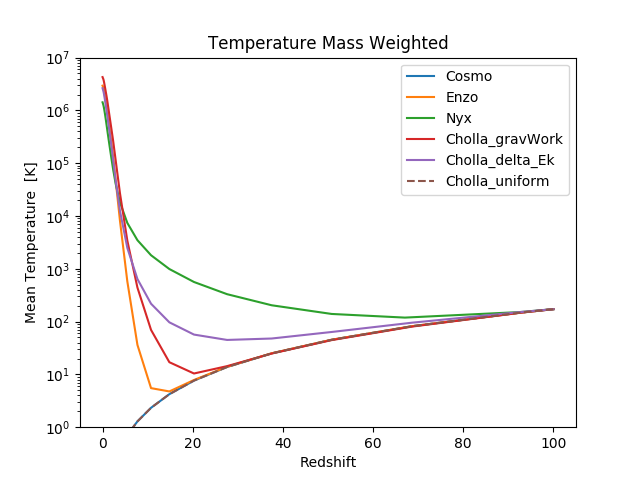 Temperature Mass Weighted
Mean Temperature [K]
10^7
10^6
10^5
10^4
10^3
10^2
10^1
10^0
Cosmo
Enzo
Nyx
Cholla_gravWork
Cholla_delta_Ek
Cholla_uniform
0 20 40 60 80 100
Redshift